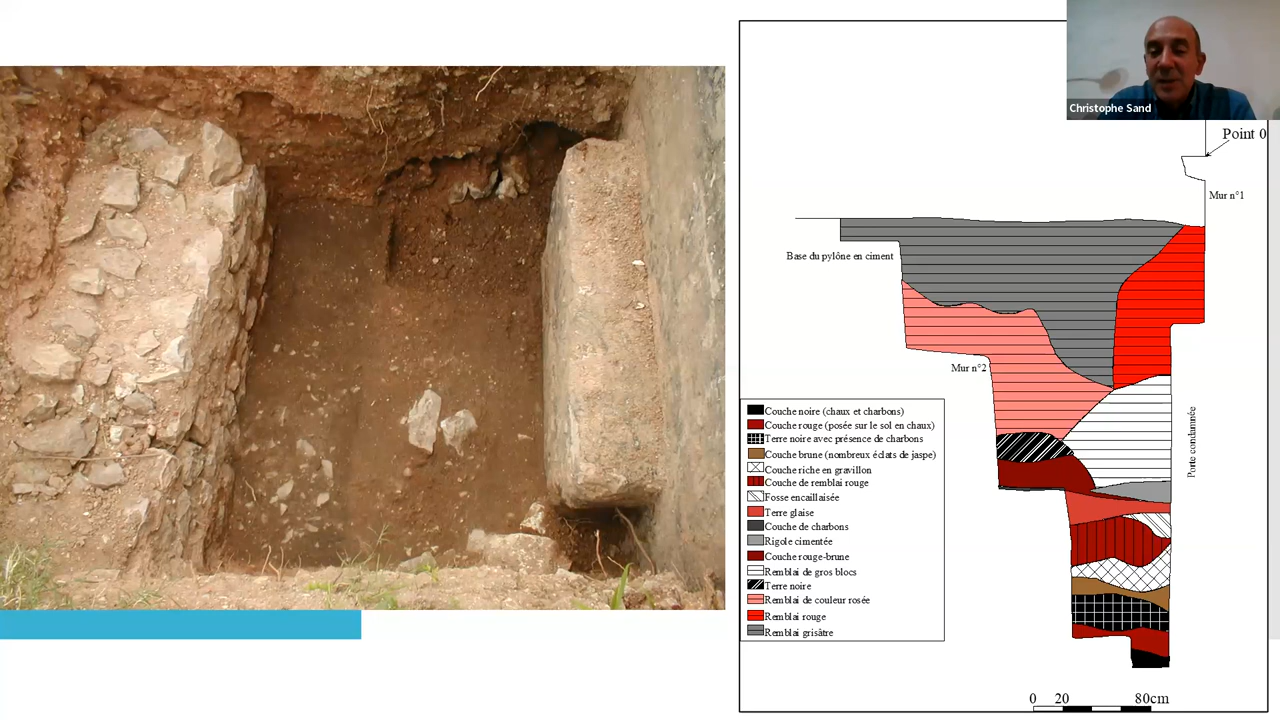 Christophe Sand
Point 0
Mur n°1
Base du pylône en ciment
Mur n°2
Porte condamnée
Couche noire (chaux et charbons)
Couche rouge (posée sur le sol en chaux)
Terre noire avec présence de charbons
Couche brune (nombreux éclats de jaspe)
Couche riche en gravillon
Couche de remblai rouge
Fosse encaillaisée
Terre glaise
Couche de charbons
Rigole cimentée
Couche rouge-brune
Remblai de gros blocs
Terre noire
Remblai de couleur rosée
Remblai rouge
Remblai grisâtre
0 20 80cm